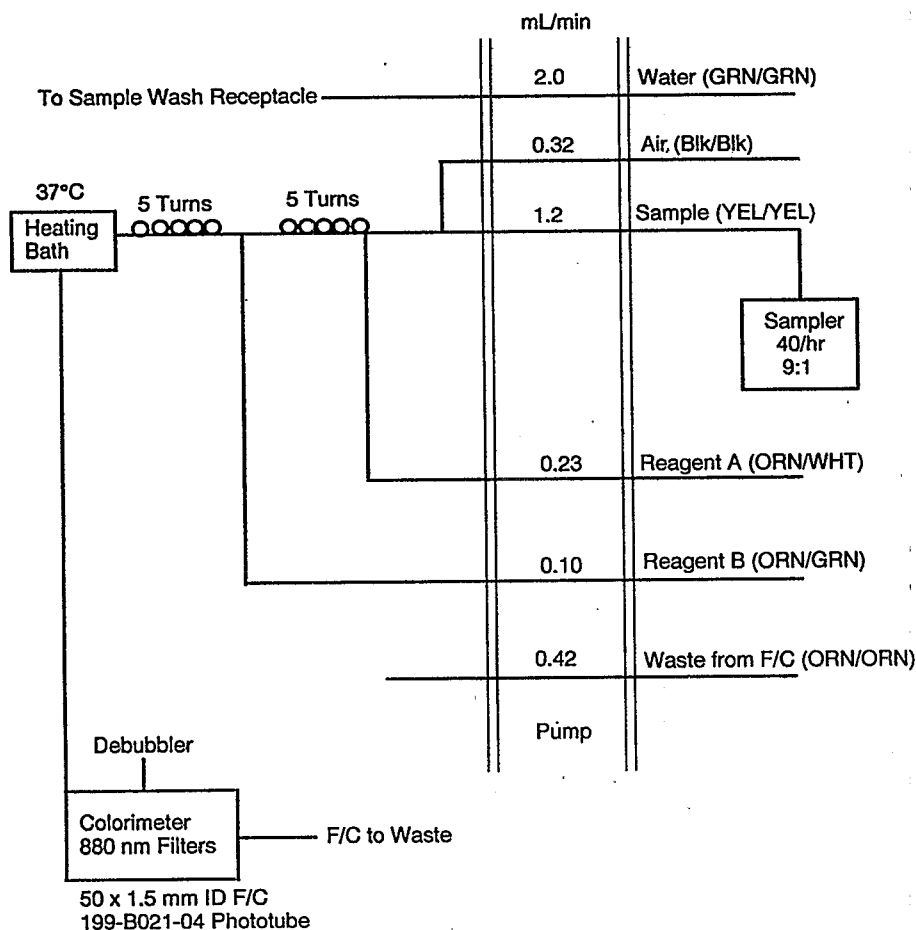 mL/min
2.0
Water (GRN/GRN)
To Sample Wash Receptacle
0.32
Air, (Blk/Blk)
37°C
5 Turns
5 Turns
1.2
Sample (YEL/YEL)
Heating
Bath
Sampler
40/hr
9:1
0.23
Reagent A (ORN/WHT)
0.10
Reagent B (ORN/GRN)
0.42
Waste from F/C (ORN/ORN)
Pump
Debubbler
Colorimeter
880 nm Filters
F/C to Waste
50 x 1.5 mm ID F/C
199-B021-04 Phototube